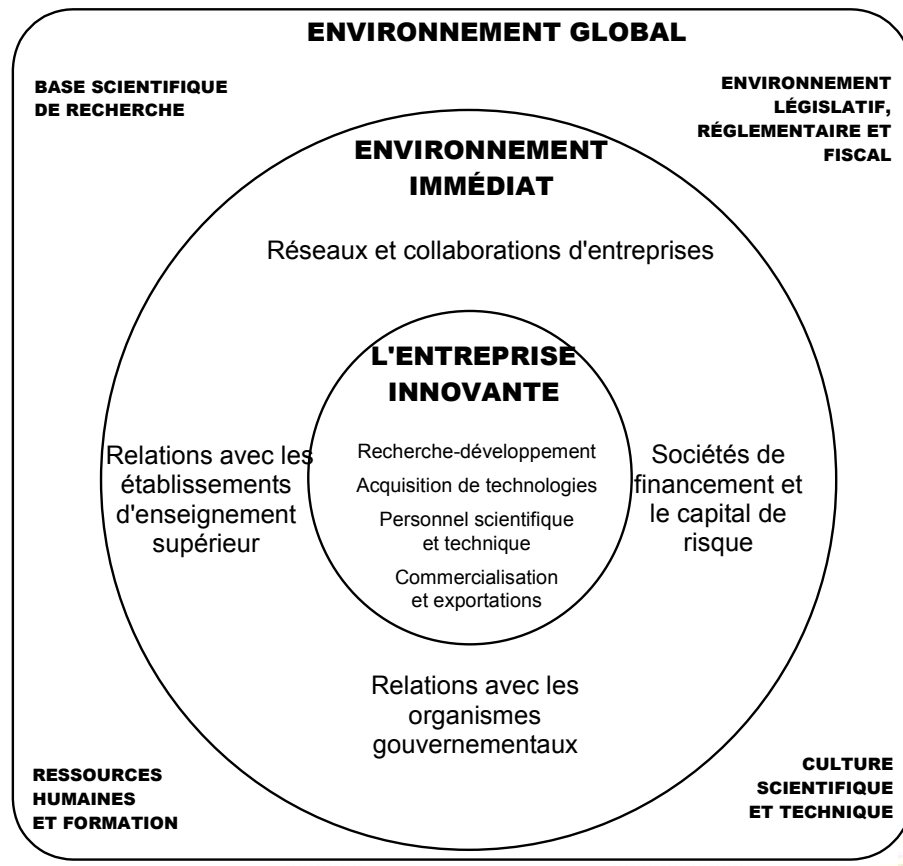 ENVIRONNEMENT GLOBAL
BASE SCIENTIFIQUE
DE RECHERCHE
ENVIRONNEMENT
LÉGISLATIF,
RÉGLEMENTAIRE ET
FISCAL
ENVIRONNEMENT
IMMÉDIAT
Réseaux et collaborations d'entreprises
L'ENTREPRISE
INNOVANTE
Recherche-développement
Acquisition de technologies
Personnel scientifique
et technique
Commercialisation
et exportations
Relations avec les
établissements
d'enseignement
supérieur
Sociétés de
financement et
le capital de
risque
Relations avec les
organismes
gouvernementaux
RESSOURCES
HUMAINES
ET FORMATION
CULTURE
SCIENTIFIQUE
ET TECHNIQUE